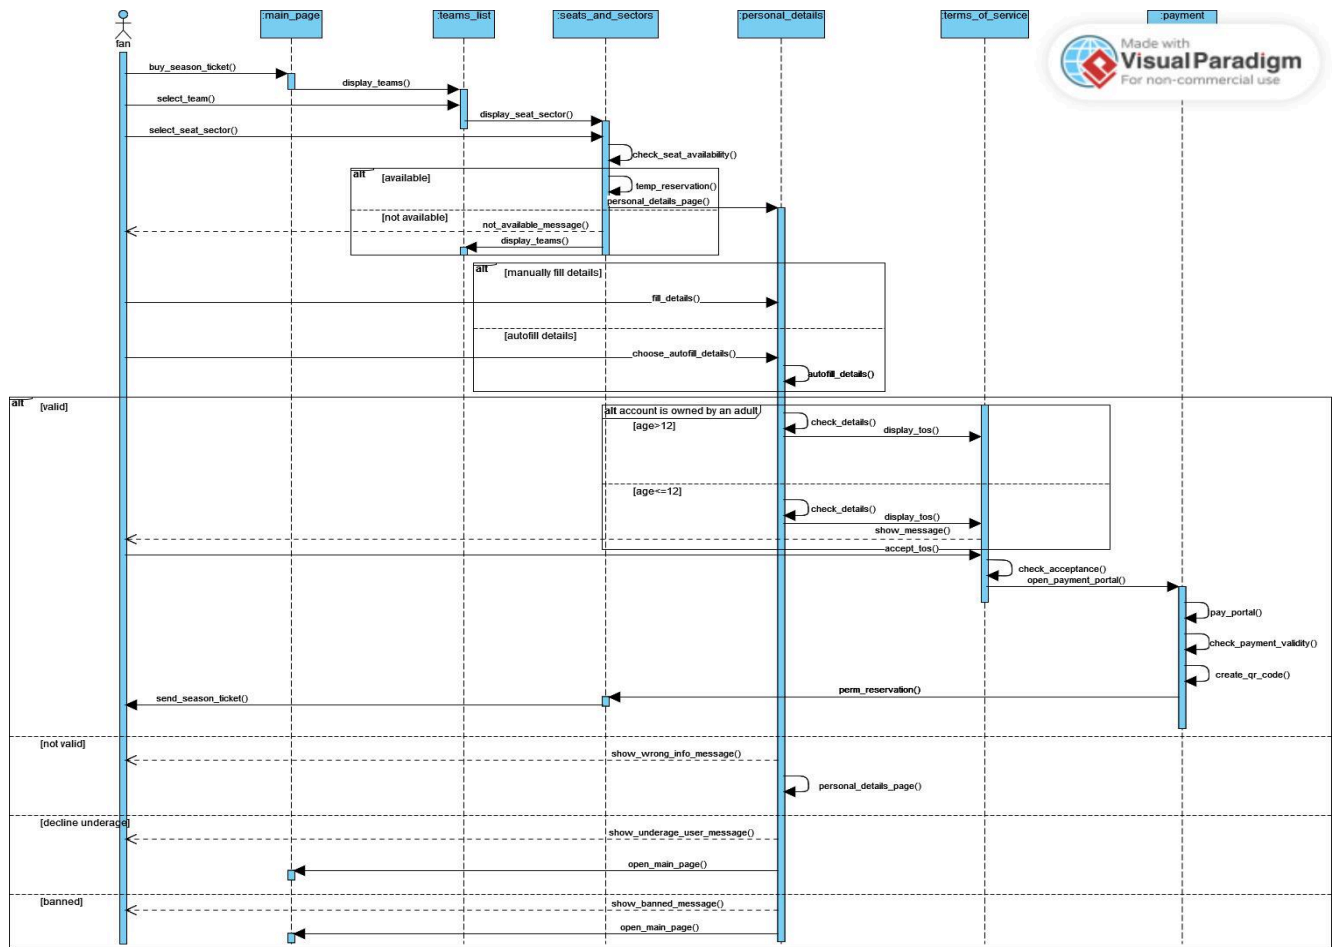 :main_page
:teams_list
:seats_and_sectors
:personal_details
:terms_of_service
:payment
fan
Made with
Visual Paradigm
For non-commercial use
buy_season_ticket()
display_teams()
select_team()
display_seat_sector()
select_seat_sector()
check_seat_availability()
alt
[available]
temp_reservation()
personal_details_page()
[not available]
not_available_message()
display_teams()
alt
[manually fill details]
fill_details()
[autofill details]
choose_autofill_details()
autofill_details()
alt
[valid]
alt account is owned by an adult
[age>12]
check_details()
display_tos()
[age<=12]
check_details()
display_tos()
show_message()
accept_tos()
check_acceptance()
open_payment_portal()
pay_portal()
check_payment_validity()
create_qr_code()
perm_reservation()
send_season_ticket()
[not valid]
show_wrong_info_message()
personal_details_page()
[decline underage]
show_underage_user_message()
open_main_page()
[banned]
show_banned_message()
open_main_page()